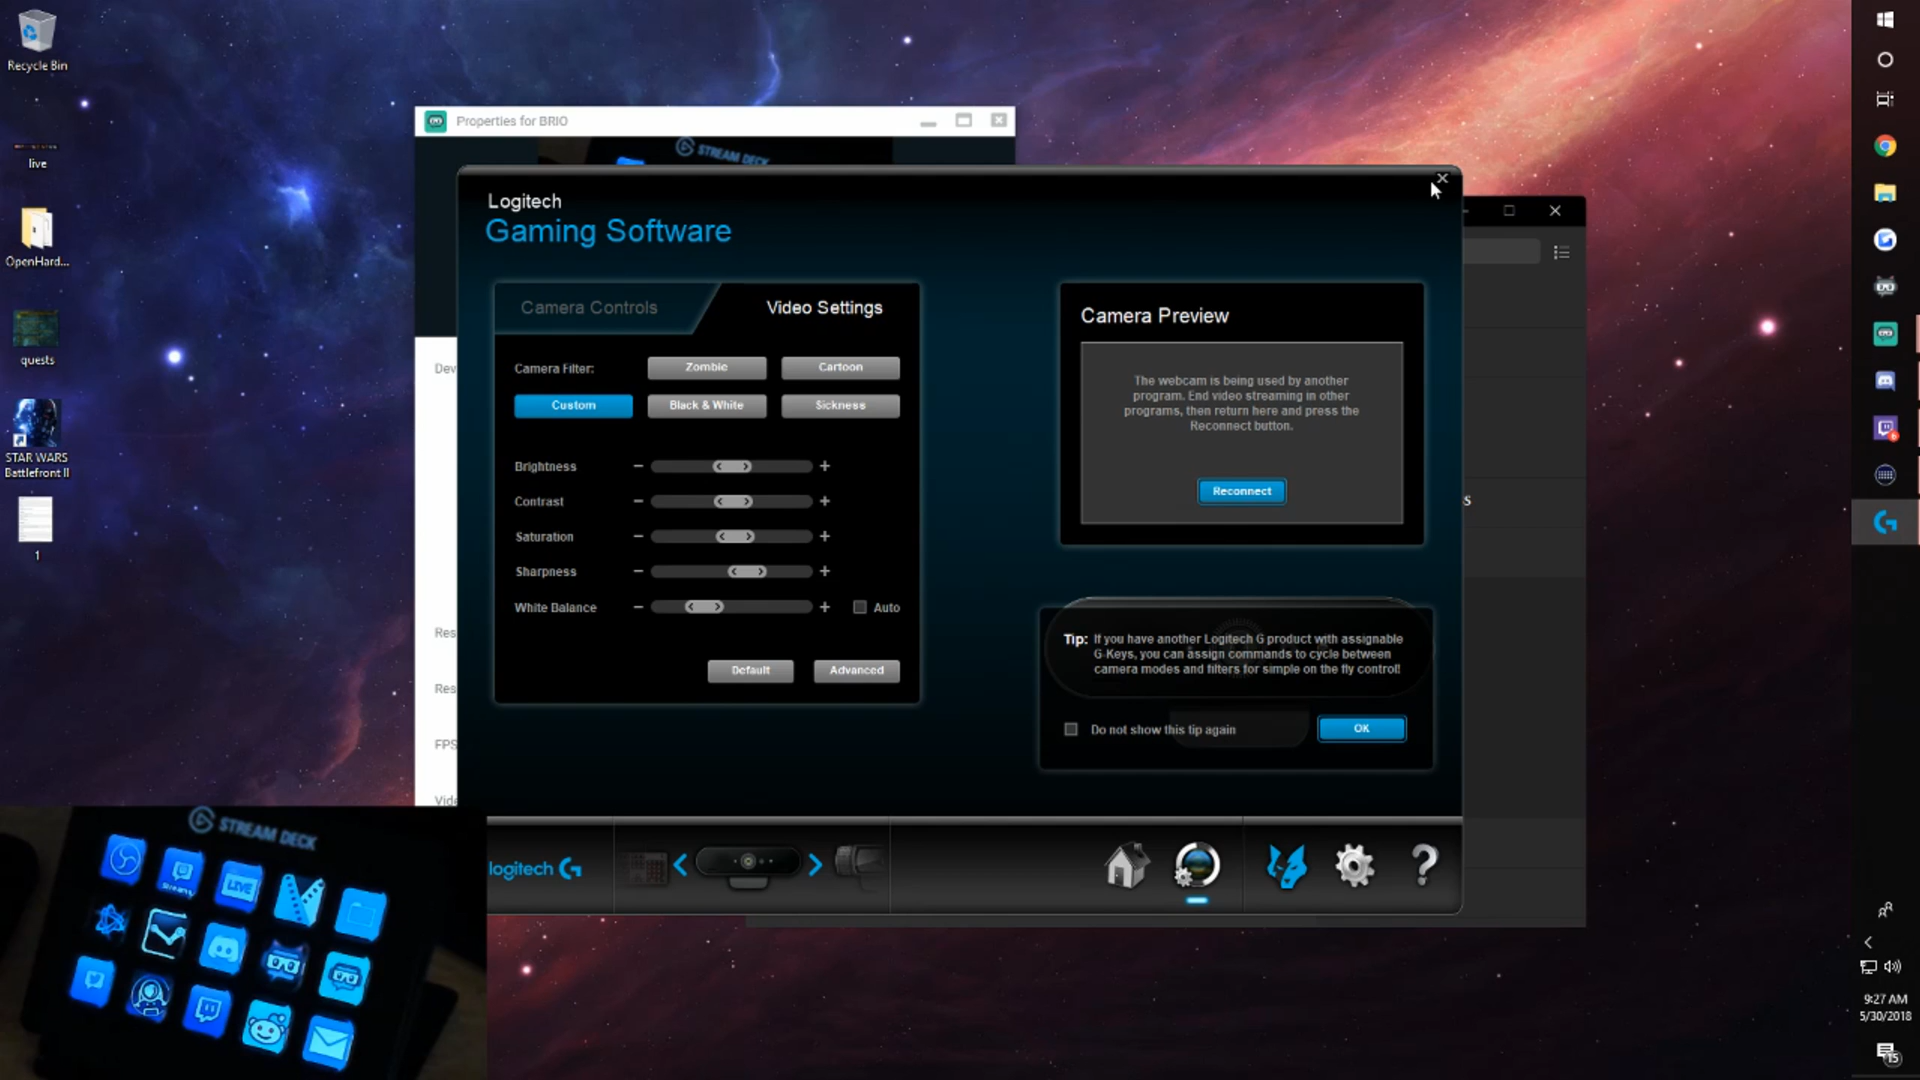 Recycle Bin
live
OpenHard...
quests
STAR WARS
Battlefront II
1
Properties for BRIO
STREAM DECK
Logitech
Gaming Software
Camera Controls
Video Settings
Camera Filter:
Zombie
Cartoon
Custom
Black & White
Sickness
Brightness
Contrast
Saturation
Sharpness
White Balance
Auto
Default
Advanced
Camera Preview
The webcam is being used by another
program. End video streaming in other
programs, then return here and press the
Reconnect button.
Reconnect
Tip: If you have another Logitech G product with assignable
G-Keys, you can assign commands to cycle between
camera modes and filters for simple on the fly control!
Do not show this tip again
OK
Dev
Res
Res
FPS
Vide
s
logitech G
STREAM DECK
LIVE
9:27 AM
5/30/2018
15